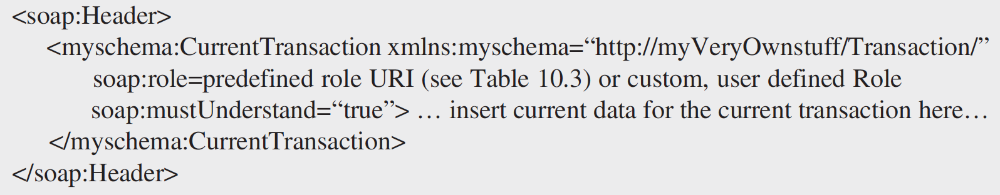 <soap:Header>
<myschema:CurrentTransaction xmlns:myschema=“http://myVeryOwnstuff/Transaction/”
soap:role=predefined role URI (see Table 10.3) or custom, user defined Role
soap:mustUnderstand=“true”> … insert current data for the current transaction here…
</myschema:CurrentTransaction>
</soap:Header>